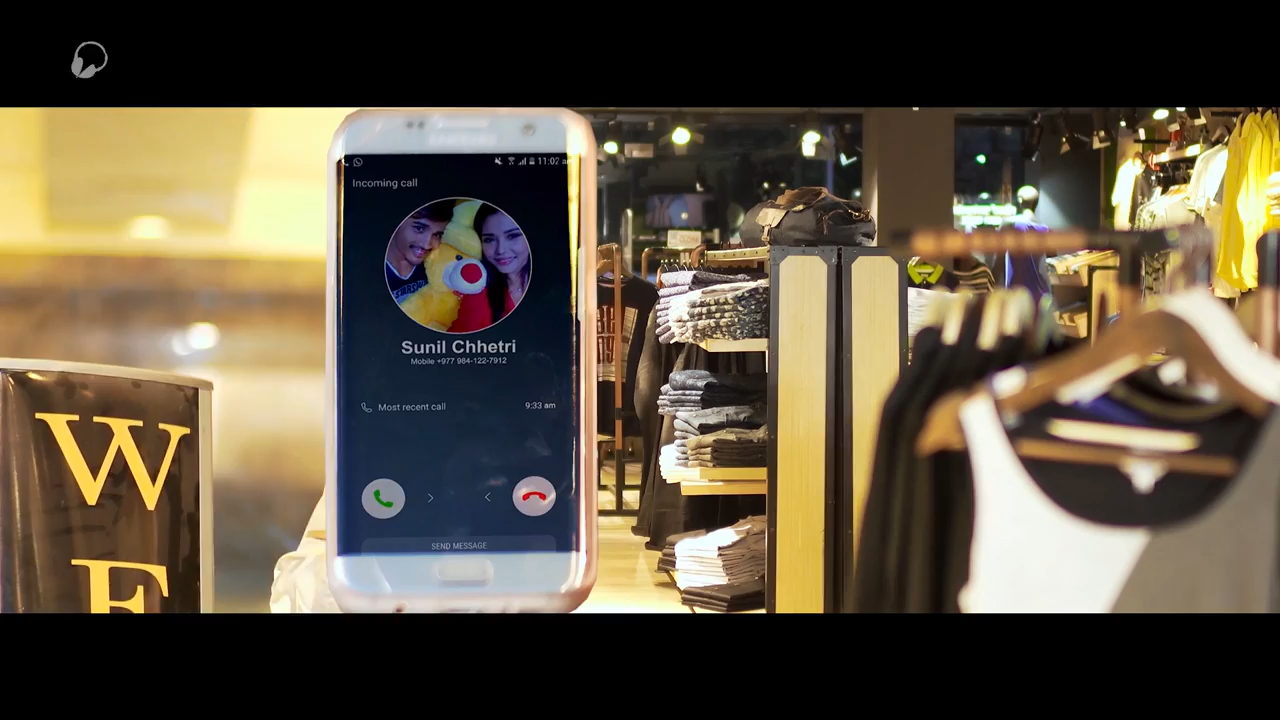 11:02 a
Incoming call
Sunil Chhetri
Mobile +977 984-122-7912
Most recent call 9:33 am
SEND MESSAGE
W
E